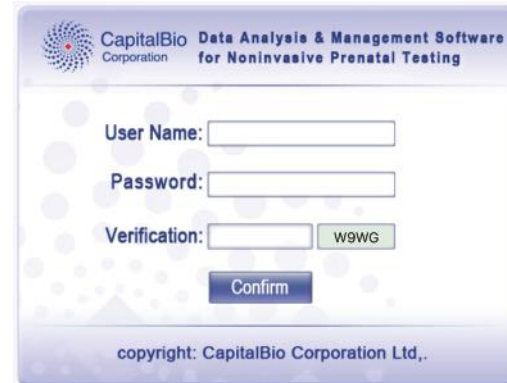 CapitalBio
Corporation
Data Analysis & Management Software
for Noninvasive Prenatal Testing
User Name:
Password:
Verification:
W9WG
Confirm
copyright: CapitalBio Corporation Ltd,.